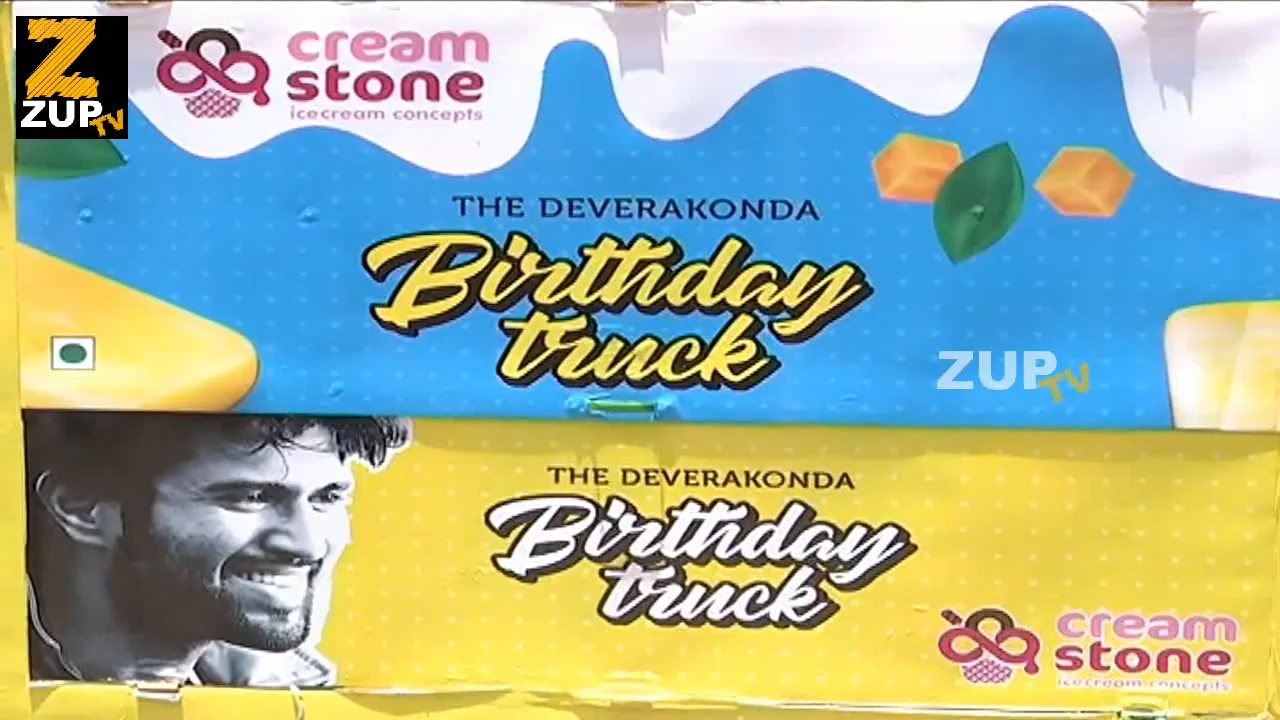 Z
ZUP TV
cream
stone
icecream concepts
THE DEVERAKONDA
Birthday
truck
ZUP TV
THE DEVERAKONDA
Birthday
truck
cream
stone
icecream concepts